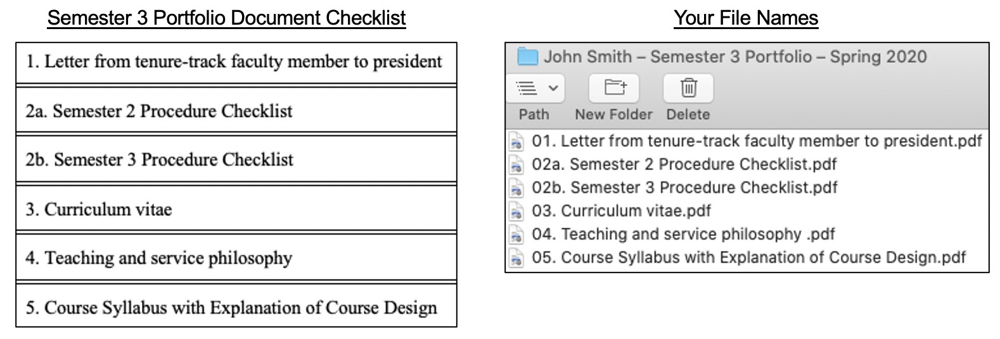 Semester 3 Portfolio Document Checklist
1. Letter from tenure-track faculty member to president
2a. Semester 2 Procedure Checklist
2b. Semester 3 Procedure Checklist
3. Curriculum vitae
4. Teaching and service philosophy
5. Course Syllabus with Explanation of Course Design
Your File Names
John Smith – Semester 3 Portfolio – Spring 2020
Path New Folder Delete
01. Letter from tenure-track faculty member to president.pdf
02a. Semester 2 Procedure Checklist.pdf
02b. Semester 3 Procedure Checklist.pdf
03. Curriculum vitae.pdf
04. Teaching and service philosophy .pdf
05. Course Syllabus with Explanation of Course Design.pdf